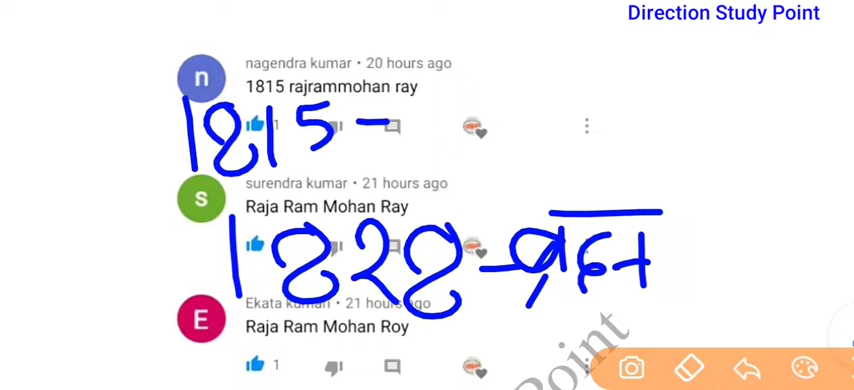 Direction Study Point
nagendra kumar • 20 hours ago
1815 rajrammohan ray
1
1815 -
surendra kumar • 21 hours ago
Raja Ram Mohan Ray
1828 -
Ekata kumari • 21 hours ago
Raja Ram Mohan Roy
1
Point